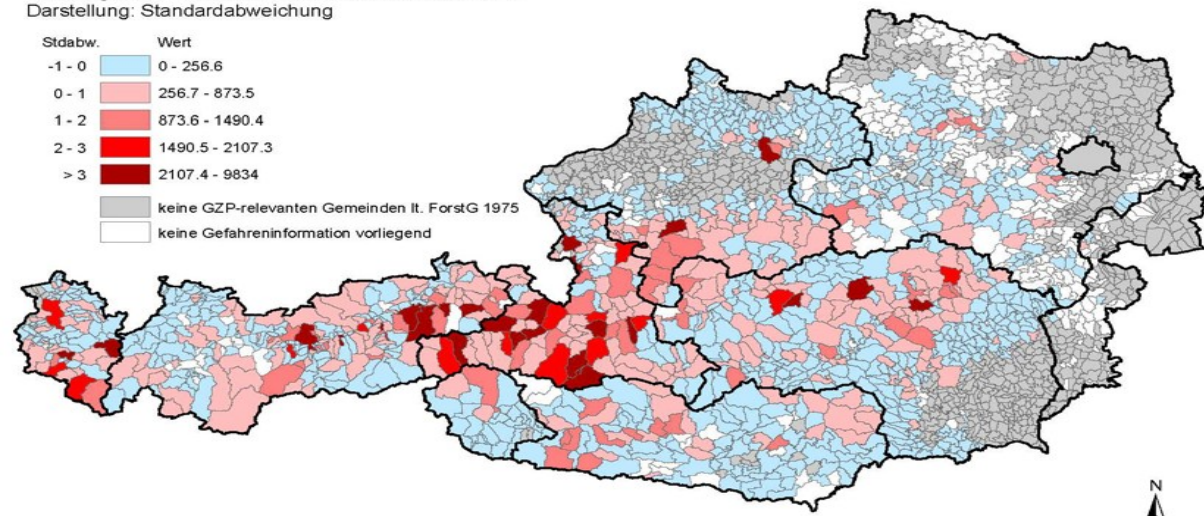 Darstellung: Standardabweichung
Stdabw. Wert
-1 - 0 0 - 256.6
0 - 1 256.7 - 873.5
1 - 2 873.6 - 1490.4
2 - 3 1490.5 - 2107.3
> 3 2107.4 - 9834
keine GZP-relevanten Gemeinden lt. ForstG 1975
keine Gefahreninformation vorliegend
N